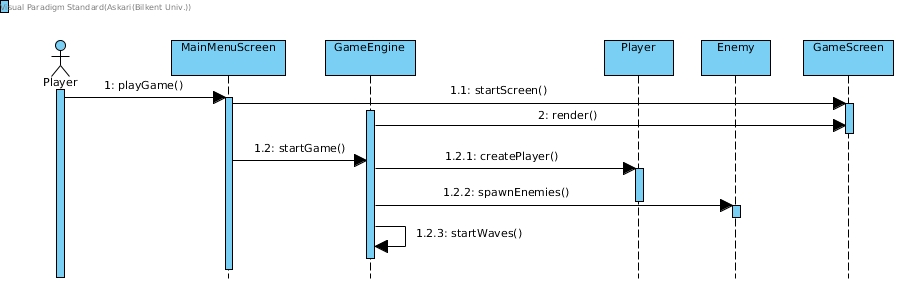 Visual Paradigm Standard(Askari(Bilkent Univ.))
MainMenuScreen
GameEngine
Player
Enemy
GameScreen
Player
1: playGame()
1.1: startScreen()
2: render()
1.2: startGame()
1.2.1: createPlayer()
1.2.2: spawnEnemies()
1.2.3: startWaves()